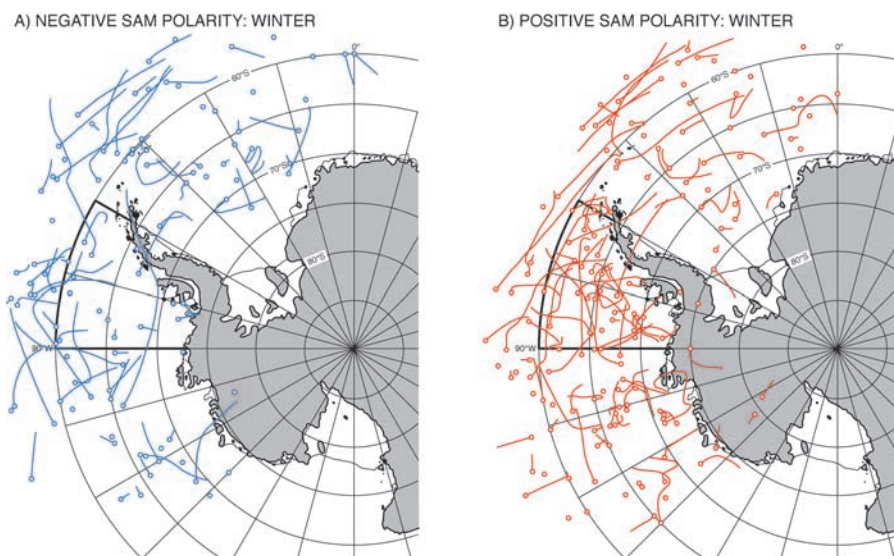 A) NEGATIVE SAM POLARITY: WINTER
0°
60°S
70°S
80°S
90°W
B) POSITIVE SAM POLARITY: WINTER
0°
60°S
70°S
80°S
90°W